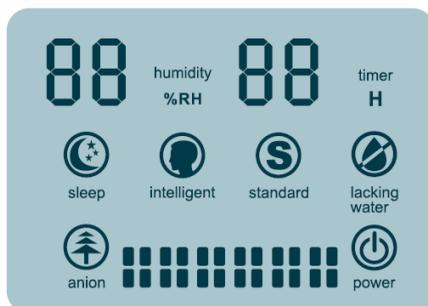 88 humidity %RH 88 timer H
sleep intelligent S standard lacking water
anion power